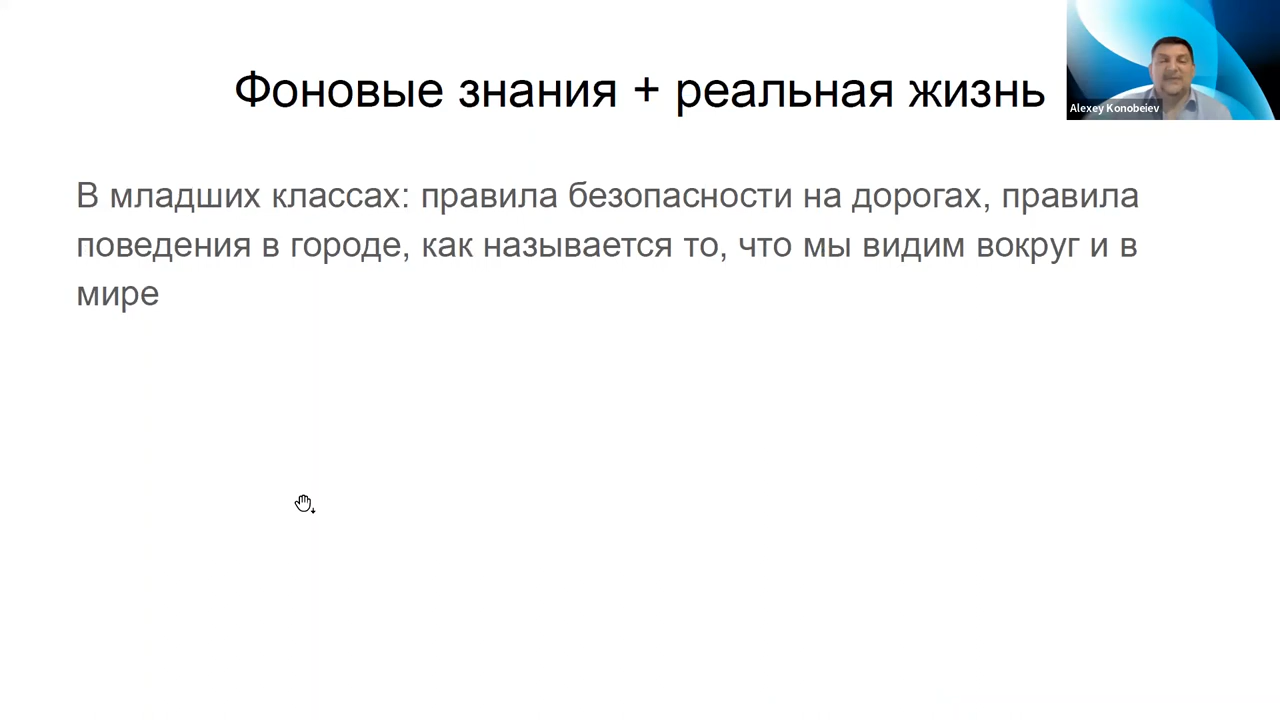 Фоновые знания + реальная жизнь
Alexey Konobeiev
В младших классах: правила безопасности на дорогах, правила
поведения в городе, как называется то, что мы видим вокруг и в
мире